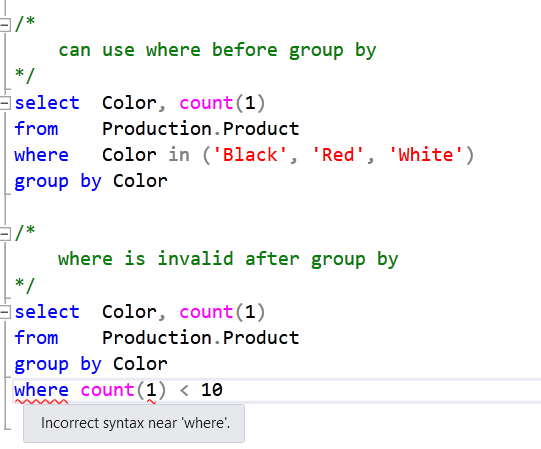 /*
can use where before group by
*/
select Color, count(1)
from Production.Product
where Color in ('Black', 'Red', 'White')
group by Color
/*
where is invalid after group by
*/
select Color, count(1)
from Production.Product
group by Color
where count(1) < 10
Incorrect syntax near 'where'.